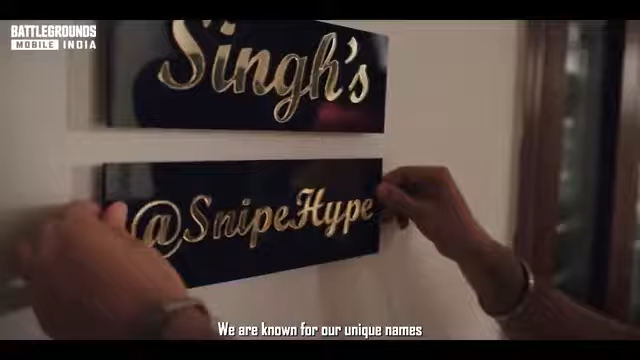 BATTLEGROUNDS
MOBILE INDIA
Singh's
@SnipeHype
We are known for our unique names